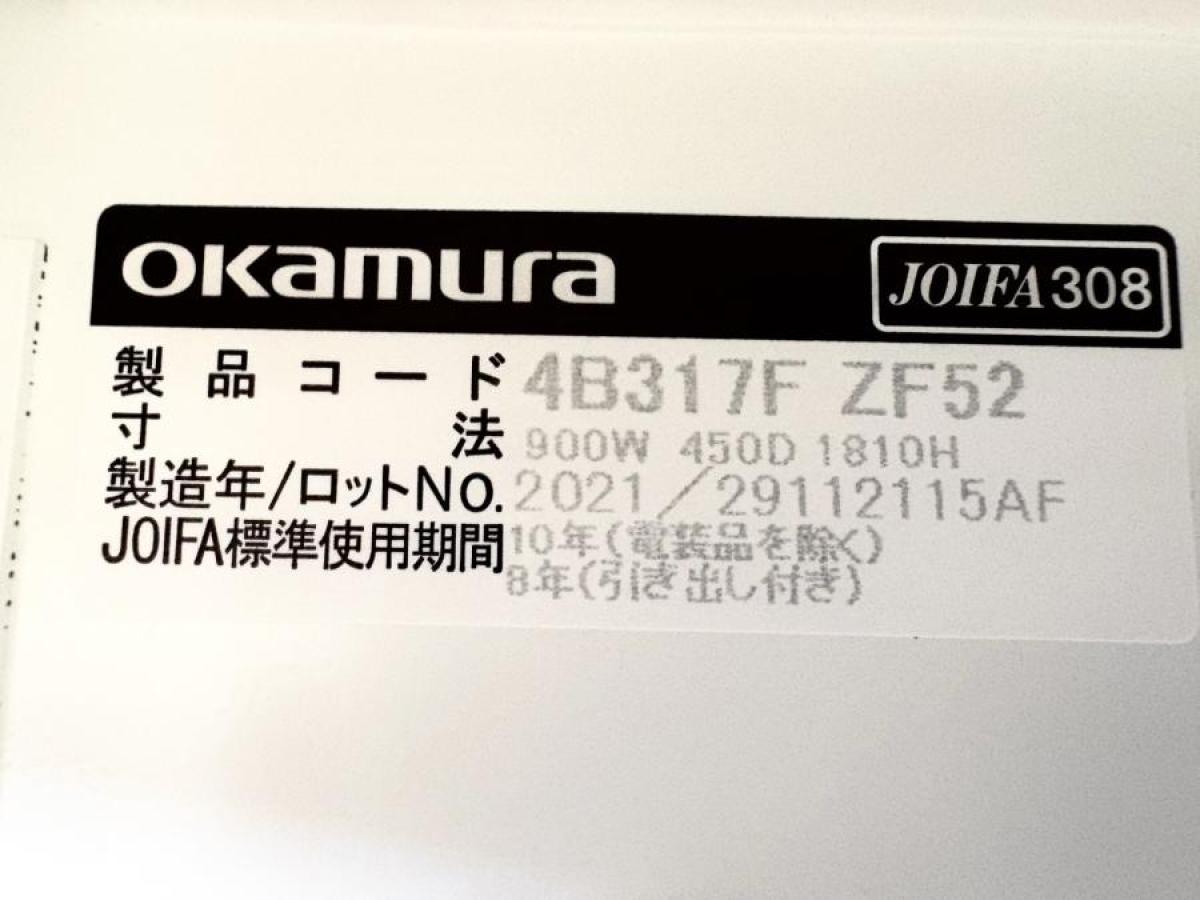 okamura JOIFA308
製品コード 4B317F ZF52
寸法 900W 450D 1810H
製造年/ロットNo. 2021/29112115AF
JOIFA標準使用期間 10年(電装品を除く)
8年(引き出し付き)